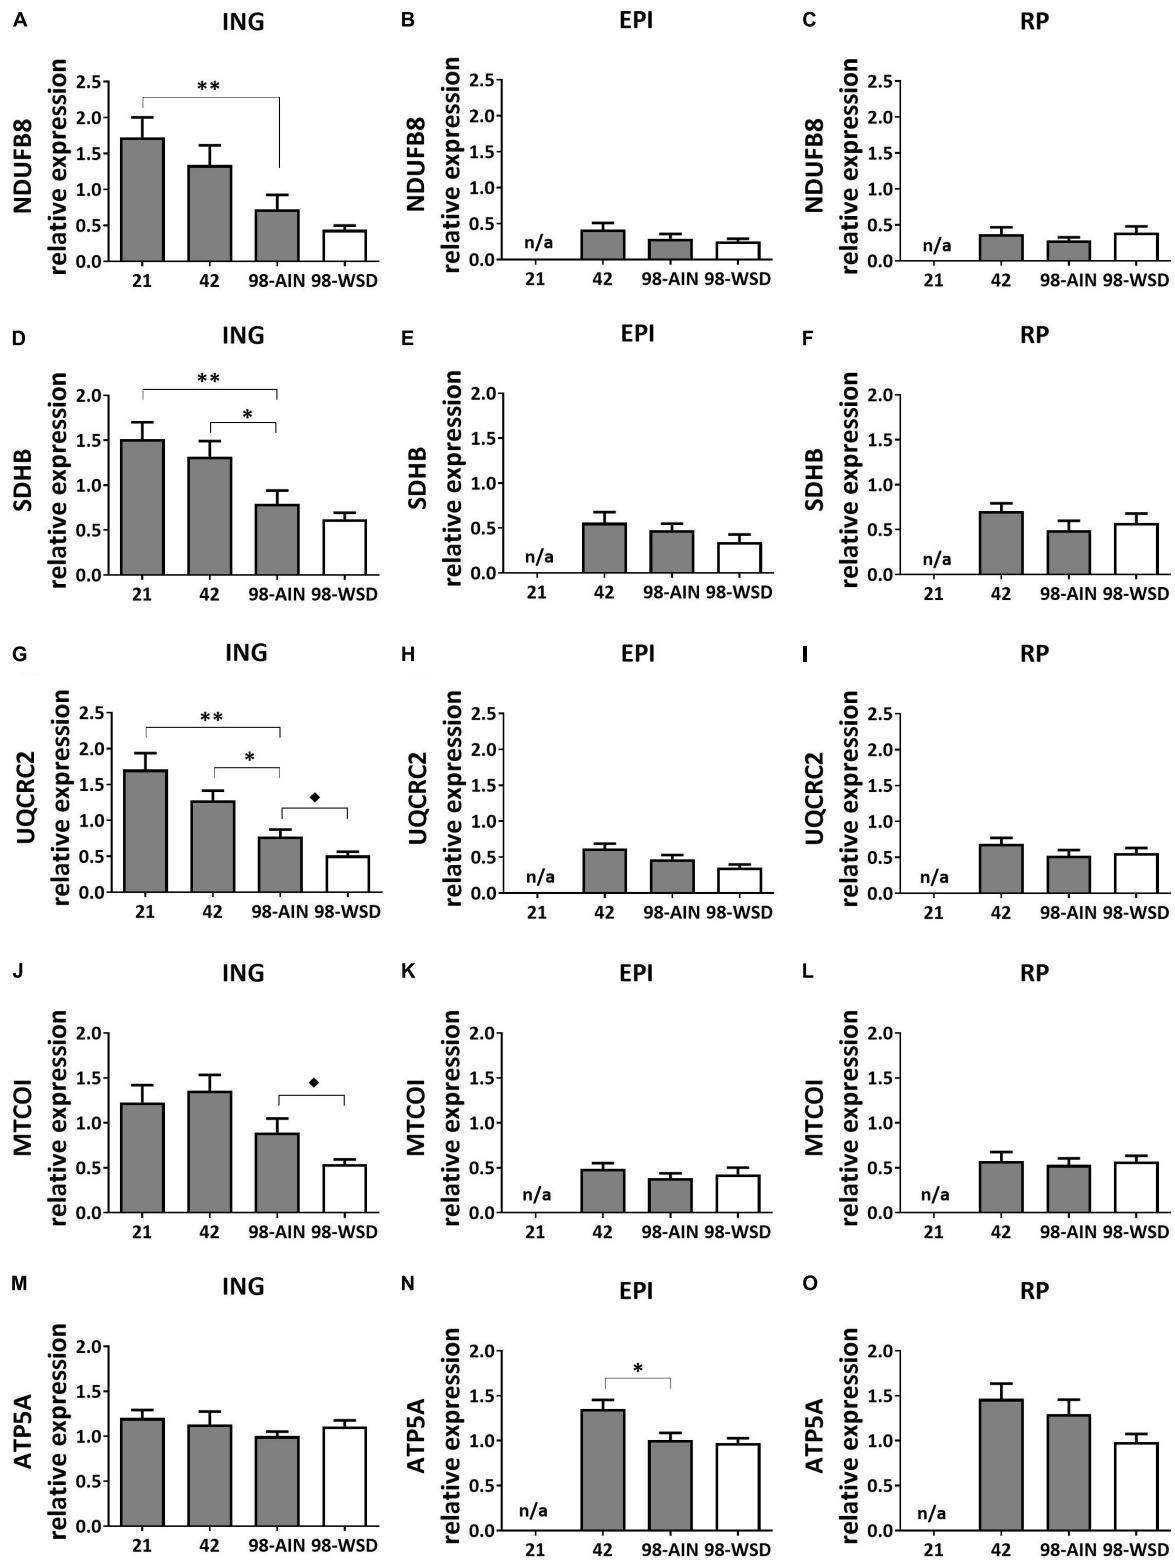 A ING
NDUFB8
relative expression
2.5
2.0
1.5
1.0
0.5
0.0
**
21 42 98-AIN 98-WSD
B EPI
NDUFB8
relative expression
2.5
2.0
1.5
1.0
0.5
0.0
n/a
21 42 98-AIN 98-WSD
C RP
NDUFB8
relative expression
2.5
2.0
1.5
1.0
0.5
0.0
n/a
21 42 98-AIN 98-WSD
D ING
SDHB
relative expression
2.0
1.5
1.0
0.5
0.0
**
*
21 42 98-AIN 98-WSD
E EPI
SDHB
relative expression
2.0
1.5
1.0
0.5
0.0
n/a
21 42 98-AIN 98-WSD
F RP
SDHB
relative expression
2.0
1.5
1.0
0.5
0.0
n/a
21 42 98-AIN 98-WSD
G ING
UQCRC2
relative expression
2.5
2.0
1.5
1.0
0.5
0.0
**
*
◆
21 42 98-AIN 98-WSD
H EPI
UQCRC2
relative expression
2.5
2.0
1.5
1.0
0.5
0.0
n/a
21 42 98-AIN 98-WSD
I RP
UQCRC2
relative expression
2.5
2.0
1.5
1.0
0.5
0.0
n/a
21 42 98-AIN 98-WSD
J ING
MTCOI
relative expression
2.0
1.5
1.0
0.5
0.0
◆
21 42 98-AIN 98-WSD
K EPI
MTCOI
relative expression
2.0
1.5
1.0
0.5
0.0
n/a
21 42 98-AIN 98-WSD
L RP
MTCOI
relative expression
2.0
1.5
1.0
0.5
0.0
n/a
21 42 98-AIN 98-WSD
M ING
ATP5A
relative expression
2.0
1.5
1.0
0.5
0.0
21 42 98-AIN 98-WSD
N EPI
ATP5A
relative expression
2.0
1.5
1.0
0.5
0.0
*
n/a
21 42 98-AIN 98-WSD
O RP
ATP5A
relative expression
2.0
1.5
1.0
0.5
0.0
n/a
21 42 98-AIN 98-WSD